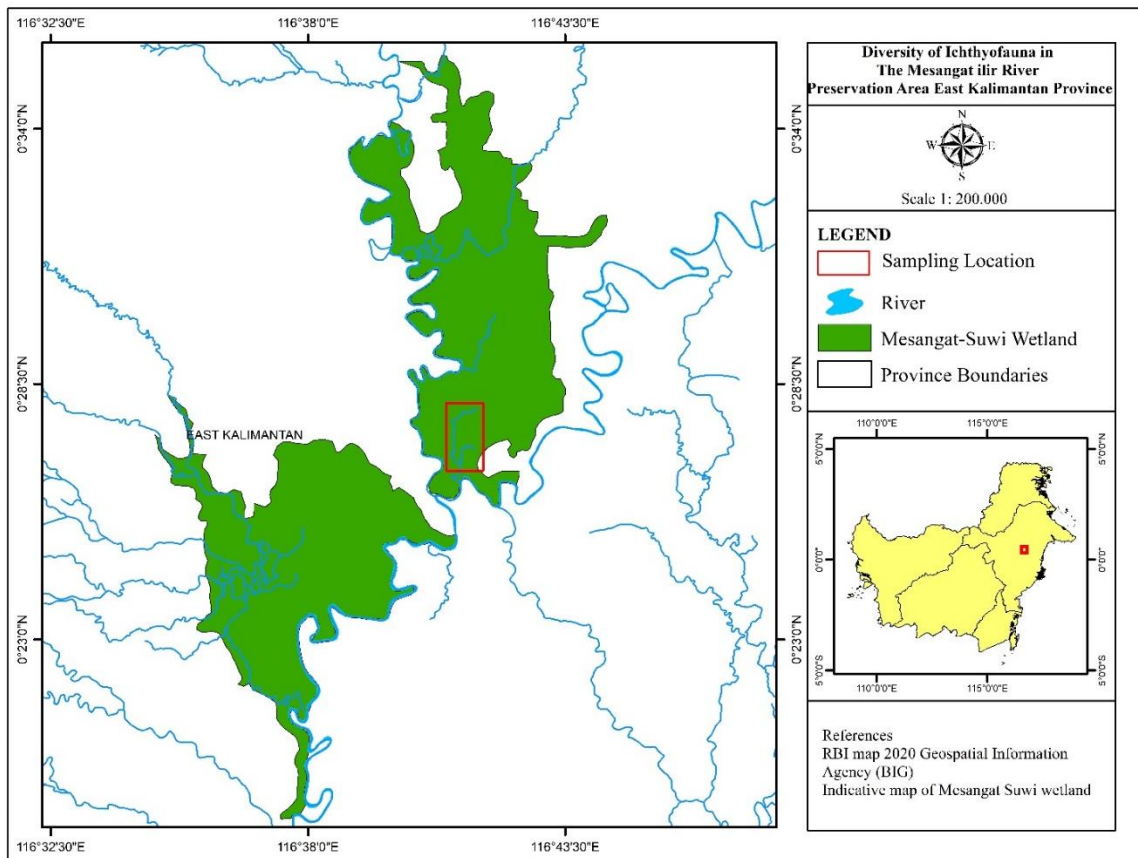 116°32'30"E
116°38'0"E
116°43'30"E
0°34'0"N
0°28'30"N
0°23'0"N
0°34'0"N
0°28'30"N
0°23'0"N
EAST KALIMANTAN
116°32'30"E
116°38'0"E
116°43'30"E
Diversity of Ichthyofauna in
The Mesangat ilir River
Preservation Area East Kalimantan Province
N
W E
S
Scale 1: 200.000
LEGEND
Sampling Location
River
Mesangat-Suwi Wetland
Province Boundaries
110°0'0"E
115°0'0"E
5°0'0"N
0°0'0"
5°0'0"S
5°0'0"N
0°0'0"
5°0'0"S
110°0'0"E
115°0'0"E
References
RBI map 2020 Geospatial Information
Agency (BIG)
Indicative map of Mesangat Suwi wetland